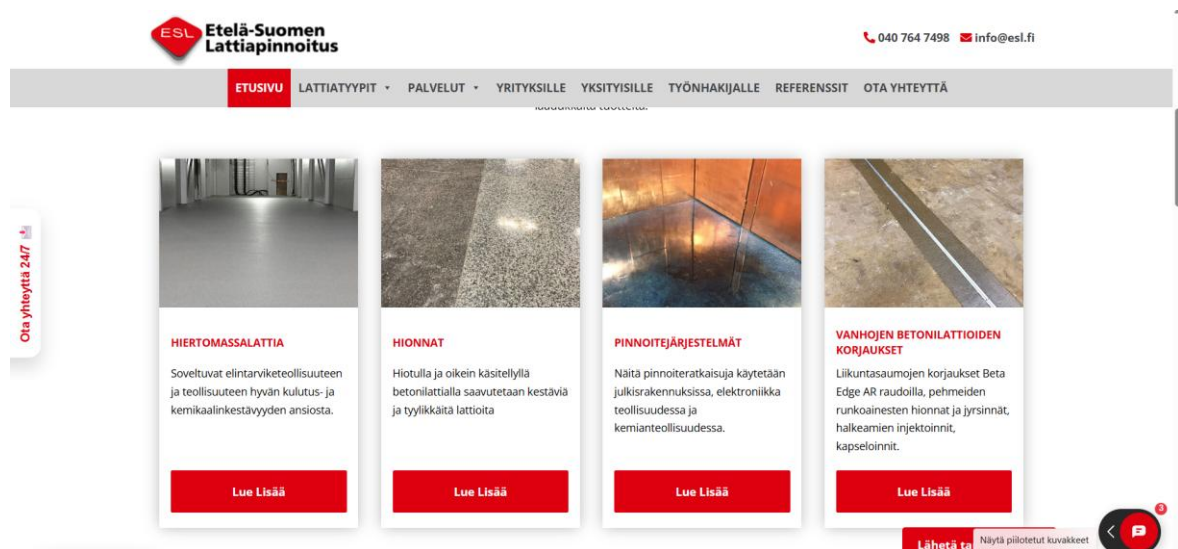 ESL Etelä-Suomen
Lattiapinnoitus
040 764 7498 info@esl.fi
ETUSIVU LATTIATYYPIT PALVELUT YRITYKSILLE YKSITYISILLE TYÖNHAKIJALLE REFERENSSIT OTA YHTEYTTÄ
laadukkaita tuotteita.
Ota yhteyttä 24/7
HIERTOMASSALATTIA
Soveltuvat elintarviketeollisuuteen
ja teollisuuteen hyvän kulutus- ja
kemikaalinkestävyyden ansiosta.
Lue Lisää
HIONNAT
Hiotulla ja oikein käsitellyllä
betonilattialla saavutetaan kestäviä
ja tyylikkäitä lattioita
Lue Lisää
PINNOITEJÄRJESTELMÄT
Näitä pinnoiteratkaisuja käytetään
julkisrakennuksissa, elektroniikka
teollisuudessa ja
kemianteollisuudessa.
Lue Lisää
VANHOJEN BETONILATTIOIDEN
KORJAUKSET
Liikuntasaumojen korjaukset Beta
Edge AR raudoilla, pehmeiden
runkoainesten hionnat ja jyrsinnät,
halkeamien injektoinnit,
kapseloinnit.
Lue Lisää
Lähetä
Näytä piilotetut kuvakkeet
3